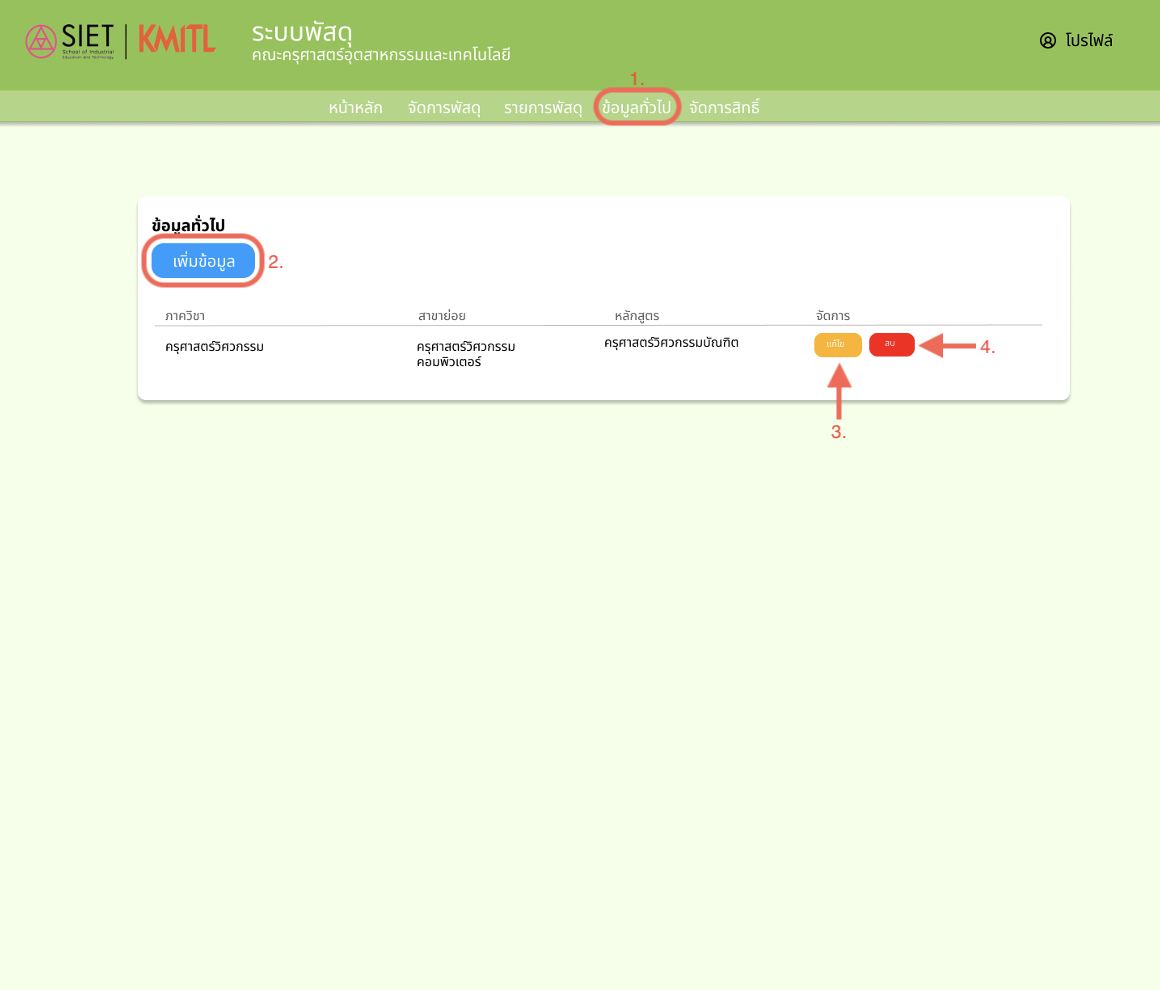 SIET
School of Industrial
Education and Technology
KMITL
ระบบพัสดุ
คณะครุศาสตร์อุตสาหกรรมและเทคโนโลยี
โปรไฟล์
1.
หน้าหลัก จัดการพัสดุ รายการพัสดุ ข้อมูลทั่วไป จัดการสิทธิ์
ข้อมูลทั่วไป
เพิ่มข้อมูล 2.
ภาควิชา สาขาย่อย หลักสูตร จัดการ
ครุศาสตร์วิศวกรรม ครุศาสตร์วิศวกรรม ครุศาสตร์วิศวกรรมบัณฑิต แก้ไข ลบ 4.
คอมพิวเตอร์
3.